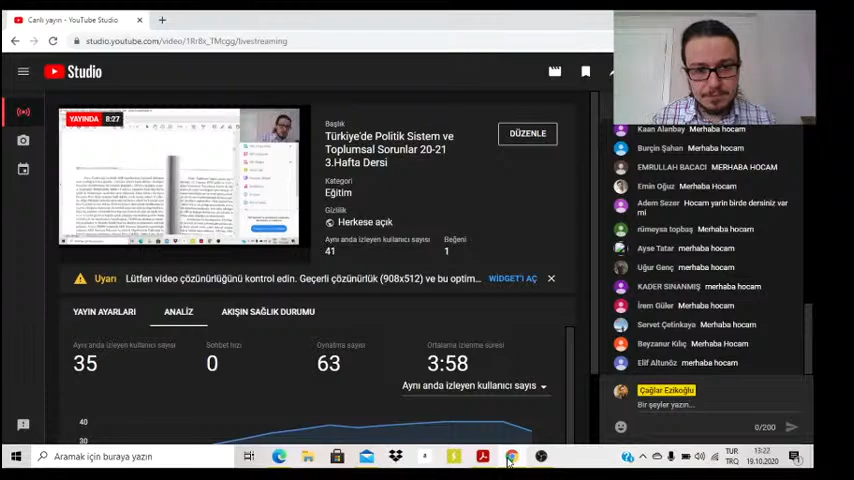 Canlı yayın - YouTube Studio
studio.youtube.com/video/1Rr8x_TMcgg/livestreaming
Studio
YAYINDA 8:27
Başlık
Türkiye'de Politik Sistem ve
Toplumsal Sorunlar 20-21
3.Hafta Dersi
DÜZENLE
Kategori
Eğitim
Gizlilik
Herkese açık
Aynı anda izleyen kullanıcı sayısı
Beğeni
41
1
Uyarı Lütfen video çözünürlüğünü kontrol edin. Geçerli çözünürlük (908x512) ve bu optim...
WİDGET'I AÇ
YAYIN AYARLARI
ANALİZ
AKIŞIN SAĞLIK DURUMU
Aynı anda izleyen kullanıcı sayısı
Sohbet hızı
Oynatma sayısı
Ortalama izlenme süresi
35
0
63
3:58
Aynı anda izleyen kullanıcı sayıs
40
30
Kaan Alanbay Merhaba hocam
Burçin Şahan Merhaba hocam
EMRULLAH BACACI MERHABA HOCAM
Emin Oğuz Merhaba Hocam
Adem Sezer Hocam yarin birde dersiniz var
mi
rümeysa topbaş Merhaba hocam
Ayse Tatar Merhaba hocam
Uğur Genç merhaba hocam
KADER SINANMIŞ merhaba hocam
İrem Güler Merhaba hocam
Servet Çetinkaya Merhaba hocam
Beyzanur Kılıç Merhaba Hocam
Elif Altunöz merhaba hocam
Çağlar Ezikoğlu
Bir şeyler yazın...
0/200
Aramak için buraya yazın
TUR
TRQ
13:22
19.10.2020